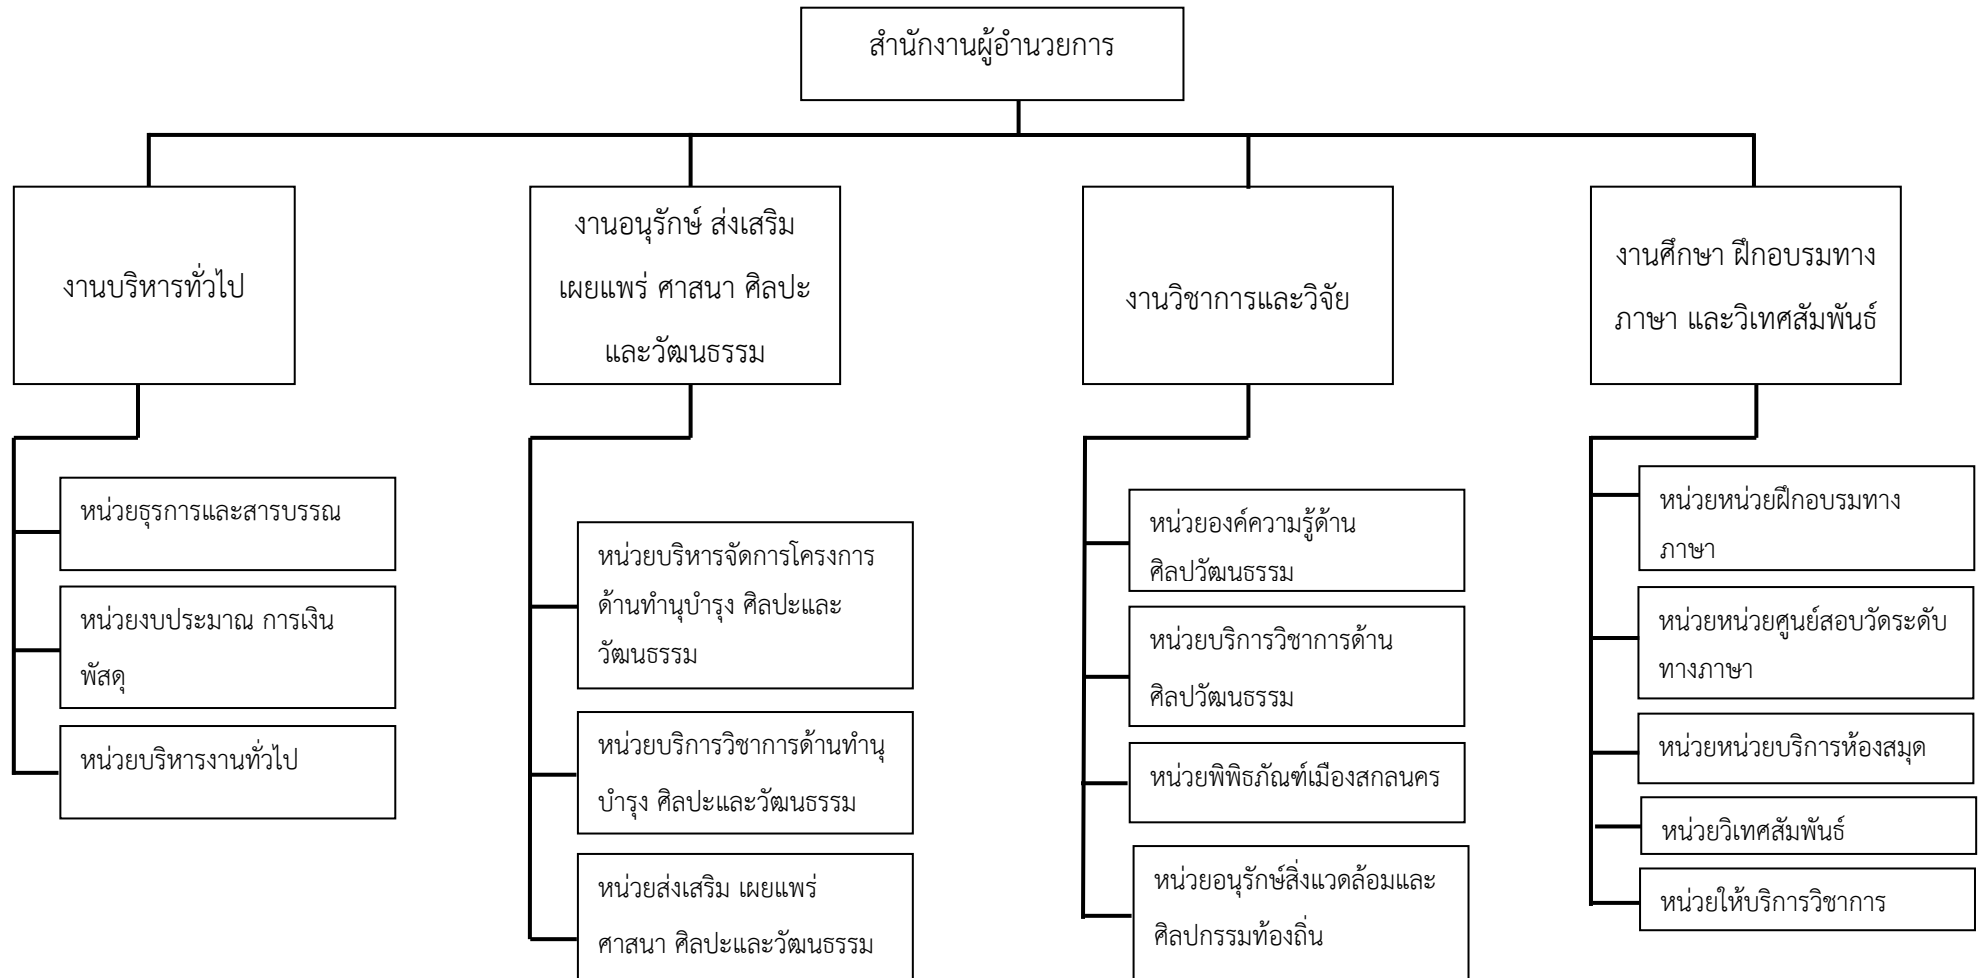 สำนักงานผู้อำนวยการ
งานบริหารทั่วไป
หน่วยธุรการและสารบรรณ
หน่วยงบประมาณ การเงิน
พัสดุ
หน่วยบริหารงานทั่วไป
งานอนุรักษ์ ส่งเสริม
เผยแพร่ ศาสนา ศิลปะ
และวัฒนธรรม
หน่วยบริหารจัดการโครงการ
ด้านทำนุบำรุง ศิลปะและ
วัฒนธรรม
หน่วยบริการวิชาการด้านทำนุ
บำรุง ศิลปะและวัฒนธรรม
หน่วยส่งเสริม เผยแพร่
ศาสนา ศิลปะและวัฒนธรรม
งานวิชาการและวิจัย
หน่วยองค์ความรู้ด้าน
ศิลปวัฒนธรรม
หน่วยบริการวิชาการด้าน
ศิลปวัฒนธรรม
หน่วยพิพิธภัณฑ์เมืองสกลนคร
หน่วยอนุรักษ์สิ่งแวดล้อมและ
ศิลปกรรมท้องถิ่น
งานศึกษา ฝึกอบรมทาง
ภาษา และวิเทศสัมพันธ์
หน่วยหน่วยฝึกอบรมทาง
ภาษา
หน่วยหน่วยศูนย์สอบวัดระดับ
ทางภาษา
หน่วยหน่วยบริการห้องสมุด
หน่วยวิเทศสัมพันธ์
หน่วยให้บริการวิชาการ